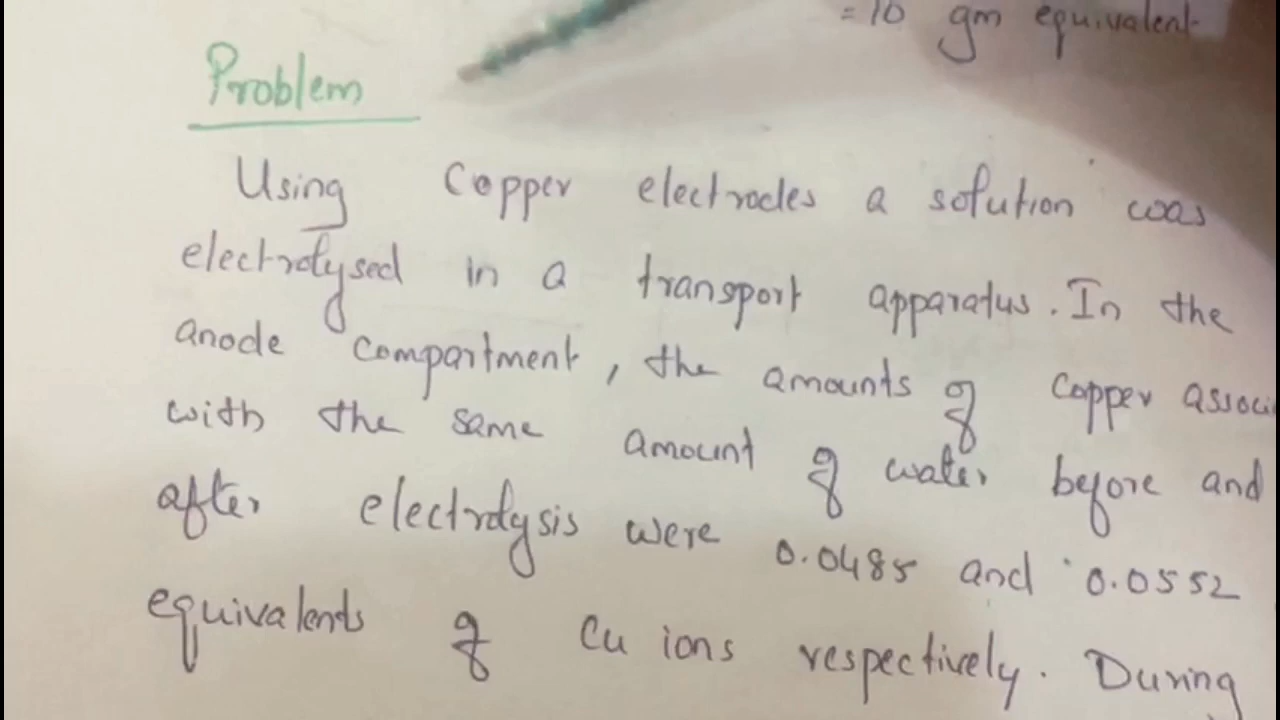 = 10 gm equivalent
Problem
Using Copper electrodes a solution was
electrolysed in a transport apparatus. In the
anode compartment, the amounts of Copper
with the same amount of water before and
after electrolysis were 0.0485 and 0.0552
equivalents of Cu ions respectively. During